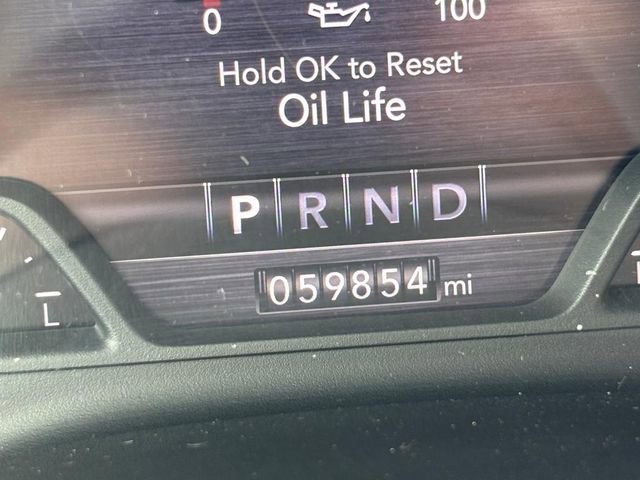 0 100
Hold OK to Reset
Oil Life
P R N D
059854 mi
L